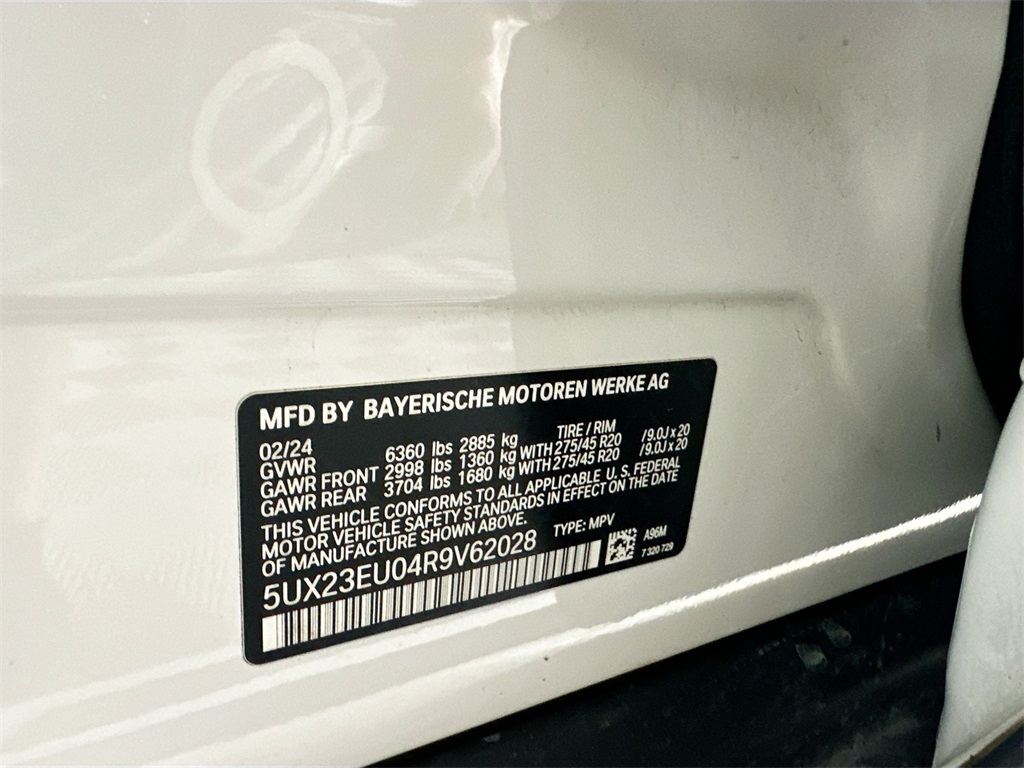 MFD BY BAYERISCHE MOTOREN WERKE AG
02/24 TIRE / RIM
GVWR 6360 lbs 2885 kg
GAWR FRONT 2998 lbs 1360 kg WITH 275/45 R20 /9.0J x 20
GAWR REAR 3704 lbs 1680 kg WITH 275/45 R20 /9.0J x 20
THIS VEHICLE CONFORMS TO ALL APPLICABLE U.S. FEDERAL
MOTOR VEHICLE SAFETY STANDARDS IN EFFECT ON THE DATE
OF MANUFACTURE SHOWN ABOVE. TYPE: MPV
5UX23EU04R9V62028
A96M
7 320 729